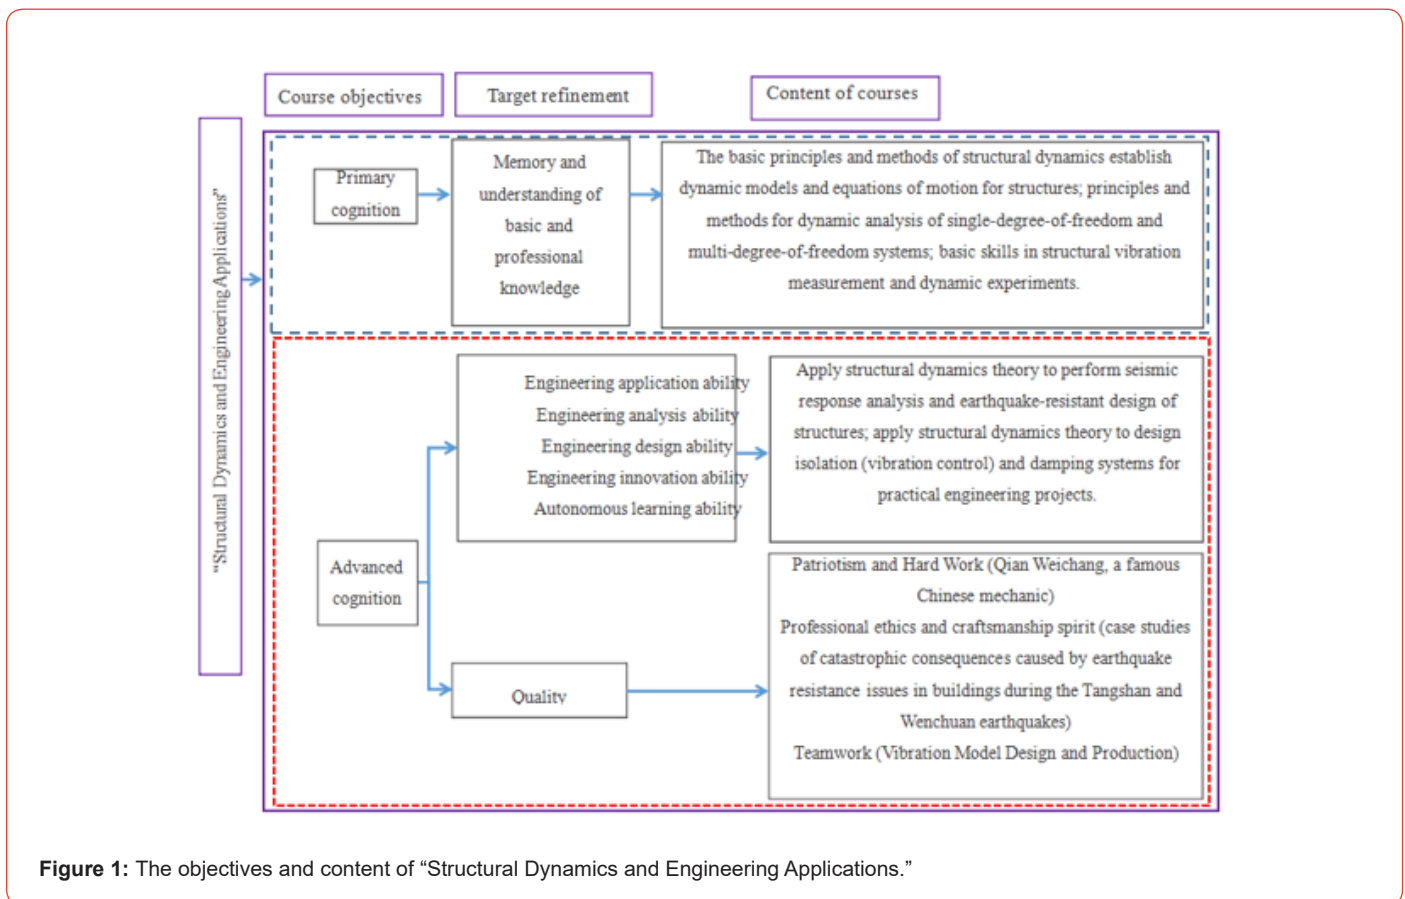 Course objectives
Target refinement
Content of courses
“Structural Dynamics and Engineering Applications”
Primary
cognition
Memory and
understanding of
basic and
professional
knowledge
The basic principles and methods of structural dynamics establish
dynamic models and equations of motion for structures; principles and
methods for dynamic analysis of single-degree-of-freedom and
multi-degree-of-freedom systems; basic skills in structural vibration
measurement and dynamic experiments.
Advanced
cognition
Engineering application ability
Engineering analysis ability
Engineering design ability
Engineering innovation ability
Autonomous learning ability
Apply structural dynamics theory to perform seismic
response analysis and earthquake-resistant design of
structures; apply structural dynamics theory to design
isolation (vibration control) and damping systems for
practical engineering projects.
Quality
Patriotism and Hard Work (Qian Weichang, a famous
Chinese mechanic)
Professional ethics and craftsmanship spirit (case studies
of catastrophic consequences caused by earthquake
resistance issues in buildings during the Tangshan and
Wenchuan earthquakes)
Teamwork (Vibration Model Design and Production)
Figure 1: The objectives and content of “Structural Dynamics and Engineering Applications.”